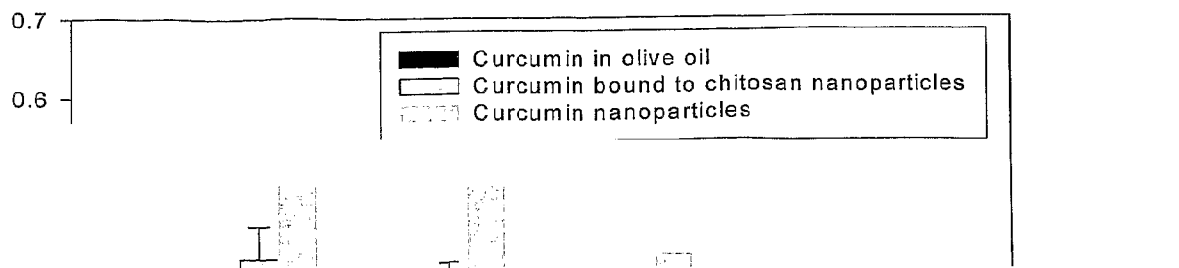 0.7
Curcumin in olive oil
Curcumin bound to chitosan nanoparticles
0.6
Curcumin nanoparticles